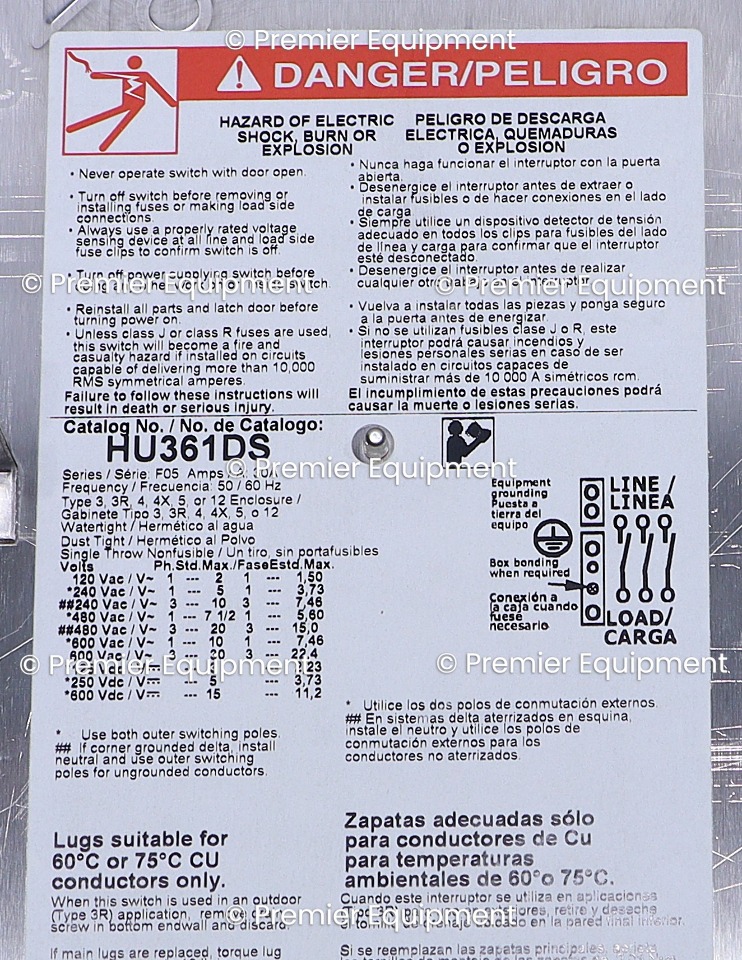 © Premier Equipment
DANGER/PELIGRO
HAZARD OF ELECTRIC
SHOCK, BURN OR
EXPLOSION
• Never operate switch with door open.
• Turn off switch before removing or
installing fuses or making load side
connections.
• Always use a properly rated voltage
sensing device at all line and load side
fuse clips to confirm switch is off.
• Turn off power supplying switch before
© Premier Equipment
• Reinstall all parts and latch door before
turning power on.
• Unless class J or class R fuses are used,
this switch will become a fire and
casualty hazard if installed on circuits
capable of delivering more than 10,000
RMS symmetrical amperes.
Failure to follow these instructions will
result in death or serious injury.
PELIGRO DE DESCARGA
ELECTRICA, QUEMADURAS
O EXPLOSION
• Nunca haga funcionar el interruptor con la puerta
abierta.
• Desenergice el interruptor antes de extraer o
instalar fusibles o de hacer conexiones en el lado
de carga
• Siempre utilice un dispositivo detector de tensión
adecuado en todos los clips para fusibles del lado
de línea y carga para confirmar que el interruptor
esté desconectado.
• Desenergice el interruptor antes de realizar
cualquier interruptor
© Premier Equipment
• Vuelva a instalar todas las piezas y ponga seguro
a la puerta antes de energizar.
• Si no se utilizan fusibles clase J o R, este
interruptor podrá causar incendios y
lesiones personales serias en caso de ser
instalado en circuitos capaces de
suministrar más de 10 000 A simétricos rcm.
El incumplimiento de estas precauciones podrá
causar la muerte o lesiones serias.
Catalog No. / No. de Catalogo:
HU361DS
Series / Série: F05 Amps
© Premier Equipment
Frequency / Frecuencia: 50 / 60 Hz
Type 3, 3R, 4, 4X, 5, or 12 Enclosure /
Gabinete Tipo 3, 3R, 4, 4X, 5, o 12
Watertight / Hermético al agua
Dust Tight / Hermético al Polvo
Single Throw Nonfusible / Un tiro, sin portafusibles
Volts Ph.Std.Max./FaseEstd.Max.
120 Vac / V~ 1 --- 2 1 --- 1,50
*240 Vac / V~ 1 --- 5 1 --- 3,73
##240 Vac / V~ 3 --- 10 3 --- 7,46
*480 Vac / V~ 1 --- 7 1/2 1 --- 5,60
##480 Vac / V~ 3 --- 20 3 --- 15,0
*600 Vac / V~ 1 --- 10 1 --- 7,46
600 Vac / V~ 3 --- 20 3 --- 22,4
© Premier Equipment
*250 Vdc / V⎓ --- 5 --- 3,73
*600 Vdc / V⎓ --- 15 --- 11,2
Equipment
grounding
Puesta a
tierra del
equipo
Box bonding
when required
Conexión a
la caja cuando
fuese
necesario
LINE /
LINEA
LOAD/
CARGA
© Premier Equipment
* Use both outer switching poles.
## If corner grounded delta, install
neutral and use outer switching
poles for ungrounded conductors.
* Utilice los dos polos de conmutación externos.
## En sistemas delta aterrizados en esquina,
instale el neutro y utilice los polos de
conmutación externos para los
conductores no aterrizados.
Lugs suitable for
60°C or 75°C CU
conductors only.
When this switch is used in an outdoor
(Type 3R) application, remove
screw in bottom endwall and discard.
If main lugs are replaced, torque lug
Zapatas adecuadas sólo
para conductores de Cu
para temperaturas
ambientales de 60°o 75°C.
Cuando este interruptor se utiliza en aplicaciones
© Premier Equipment
retire y deseche
el tornillo de drenaje colado en la pared final inferior.
Si se reemplazan las zapatas principales,